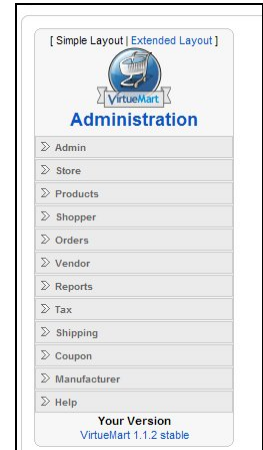 [ Simple Layout | Extended Layout ]
VirtueMart
Administration
Admin
Store
Products
Shopper
Orders
Vendor
Reports
Tax
Shipping
Coupon
Manufacturer
Help
Your Version
VirtueMart 1.1.2 stable